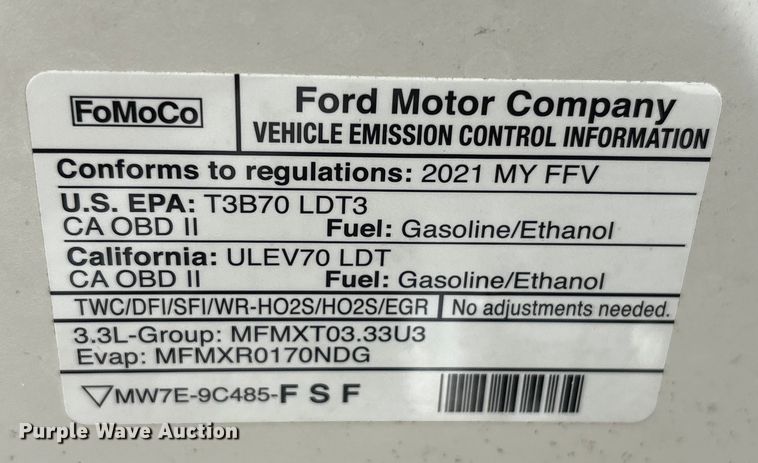 FoMoCo
Ford Motor Company
VEHICLE EMISSION CONTROL INFORMATION
Conforms to regulations: 2021 MY FFV
U.S. EPA: T3B70 LDT3
CA OBD II Fuel: Gasoline/Ethanol
California: ULEV70 LDT
CA OBD II Fuel: Gasoline/Ethanol
TWC/DFI/SFI/WR-HO2S/HO2S/EGR No adjustments needed.
3.3L-Group: MFMXT03.33U3
Evap: MFMXR0170NDG
MW7E-9C485-F S F
Purple Wave Auction